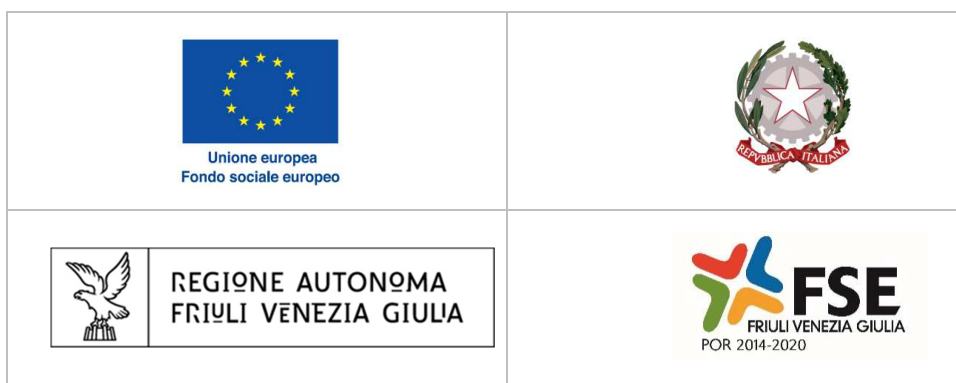 Unione europea
Fondo sociale europeo
REPVBBLICA ITALIANA
REGIONE AUTONOMA
FRIULI VENEZIA GIULIA
FSE
FRIULI VENEZIA GIULIA
POR 2014-2020